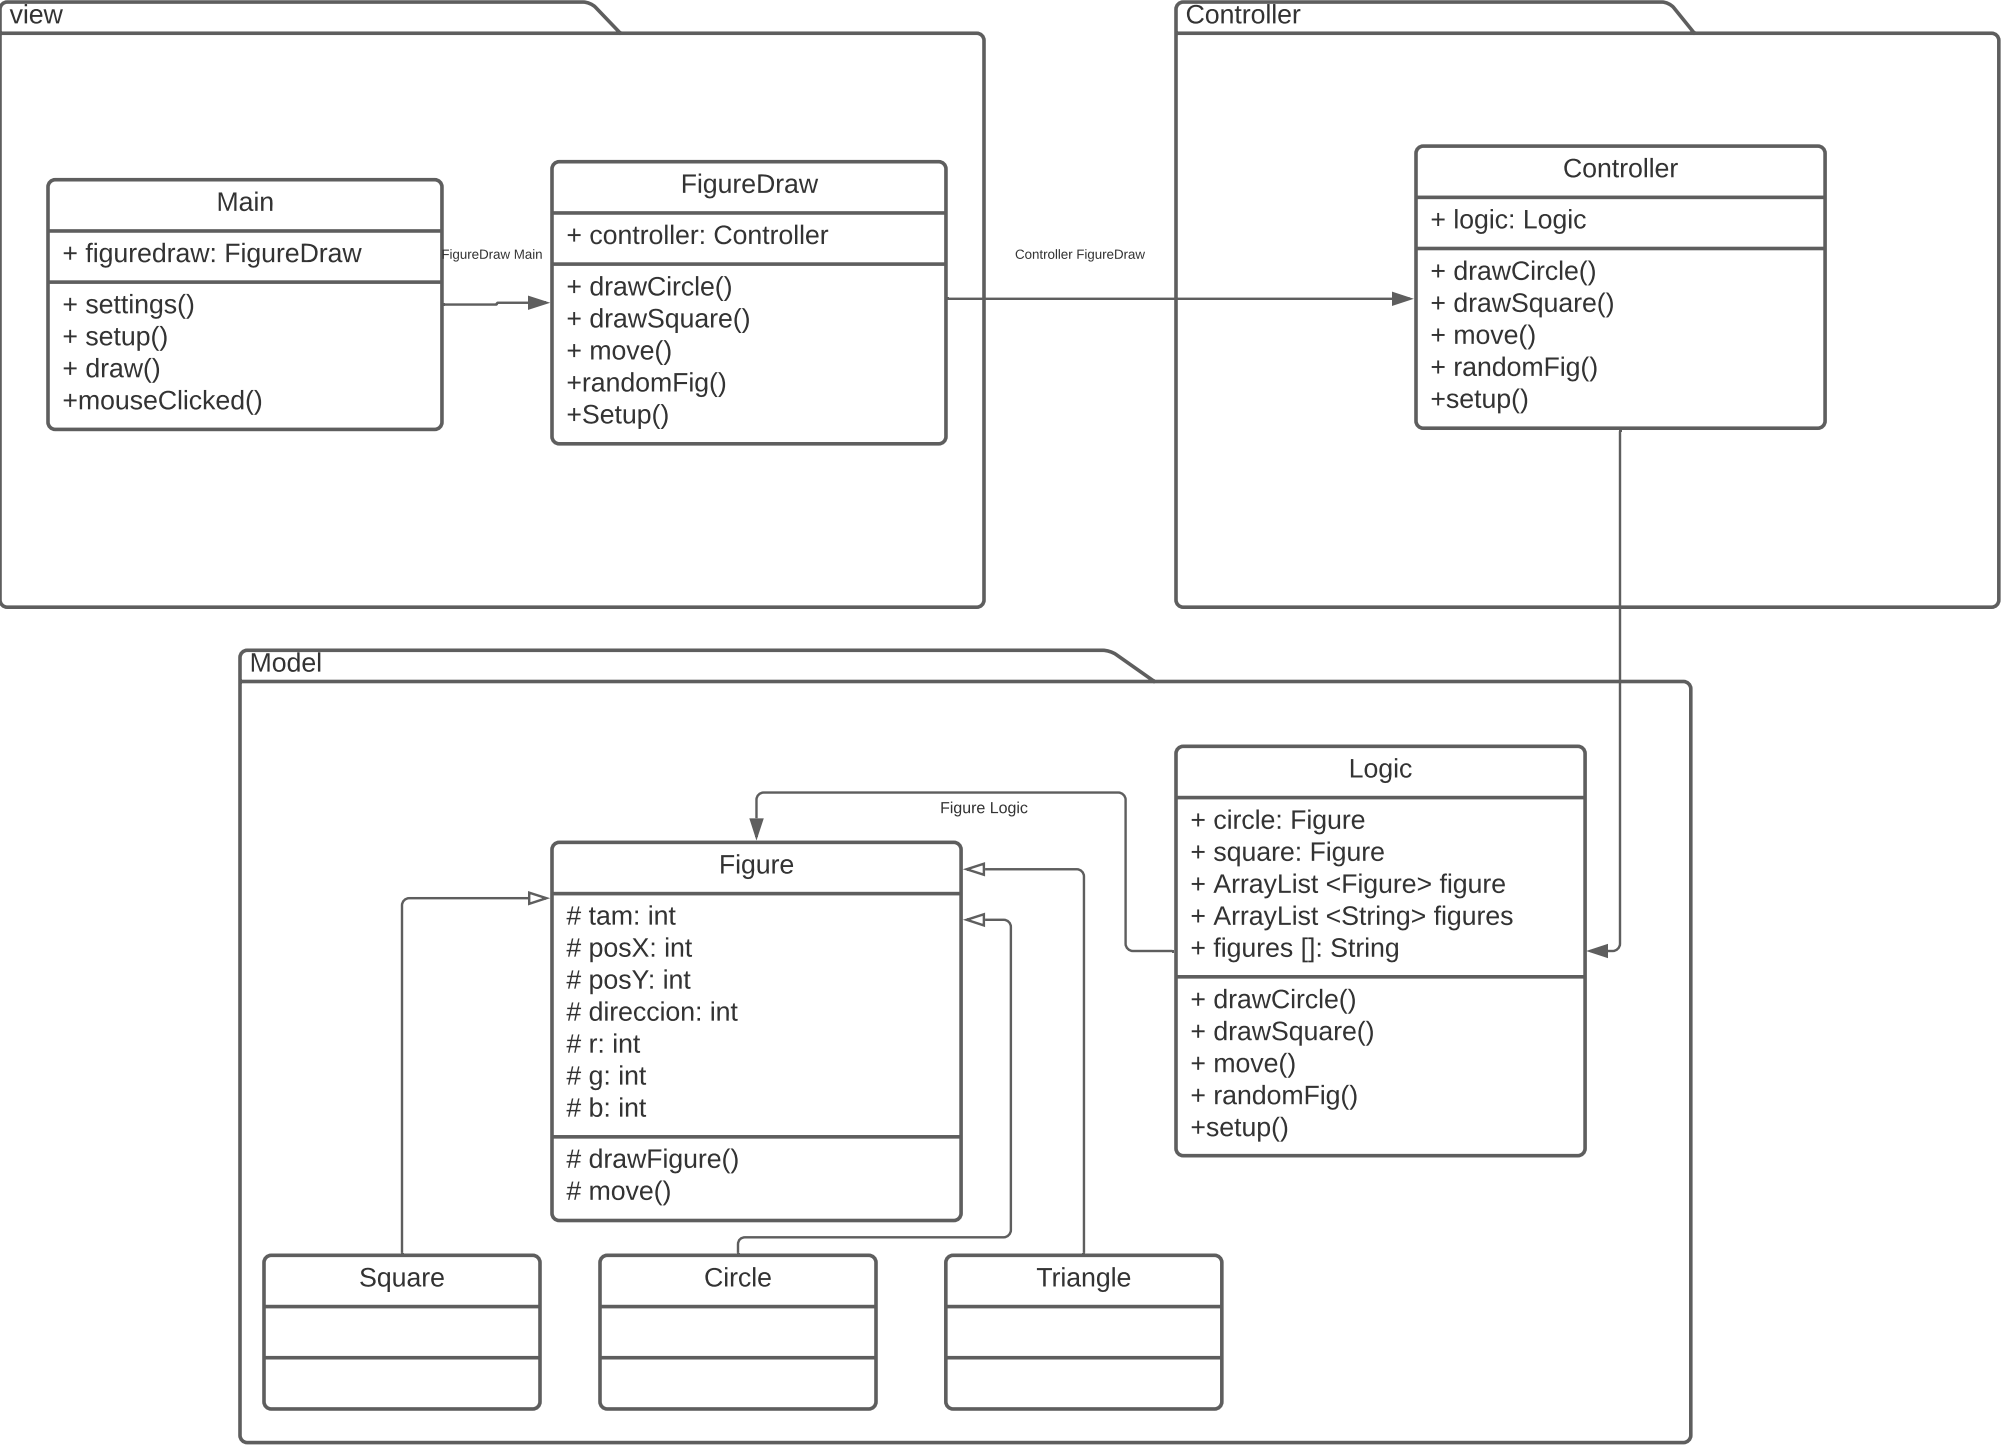 view
Main
+ figuredraw: FigureDraw
+ settings()
+ setup()
+ draw()
+mouseClicked()
FigureDraw Main
FigureDraw
+ controller: Controller
+ drawCircle()
+ drawSquare()
+ move()
+randomFig()
+Setup()
Controller FigureDraw
Controller
Controller
+ logic: Logic
+ drawCircle()
+ drawSquare()
+ move()
+ randomFig()
+setup()
Model
Figure Logic
Figure
# tam: int
# posX: int
# posY: int
# direccion: int
# r: int
# g: int
# b: int
# drawFigure()
# move()
Logic
+ circle: Figure
+ square: Figure
+ ArrayList <Figure> figure
+ ArrayList <String> figures
+ figures []: String
+ drawCircle()
+ drawSquare()
+ move()
+ randomFig()
+setup()
Square
Circle
Triangle